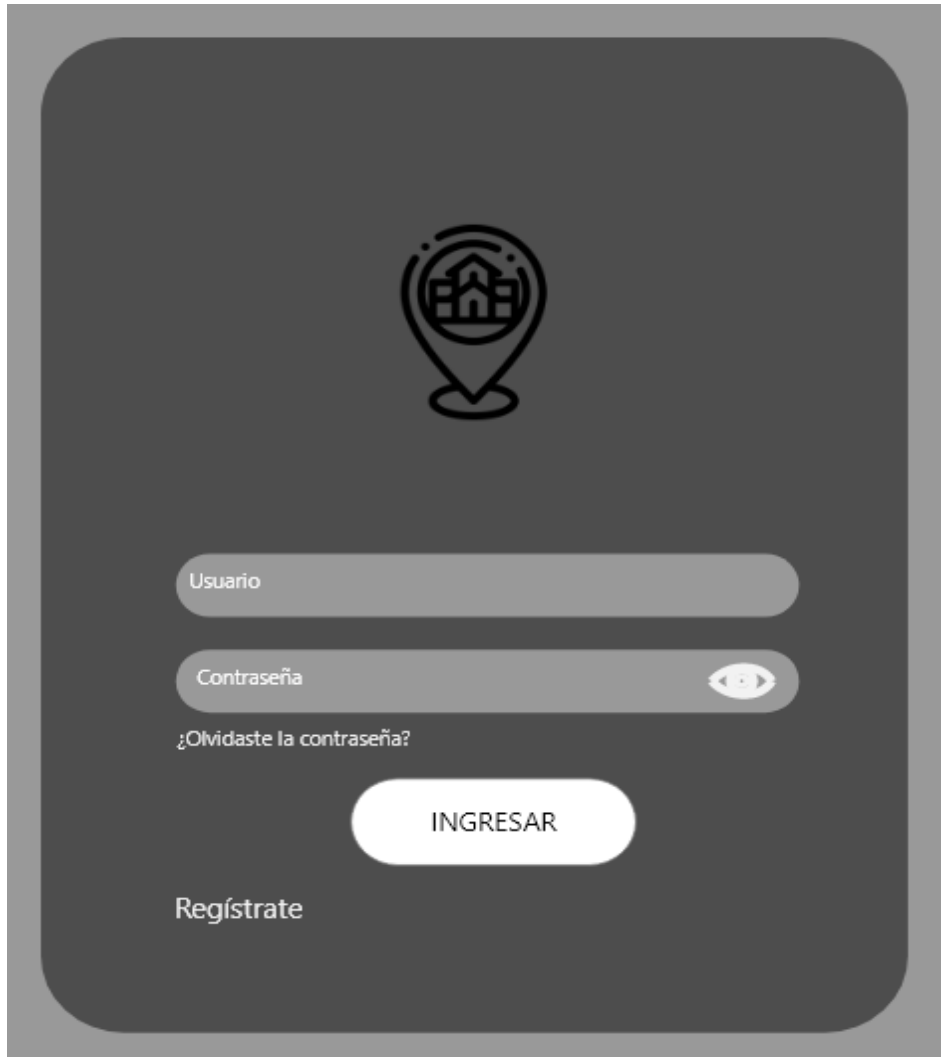 Usuario
Contraseña
¿Olvidaste la contraseña?
INGRESAR
Regístrate